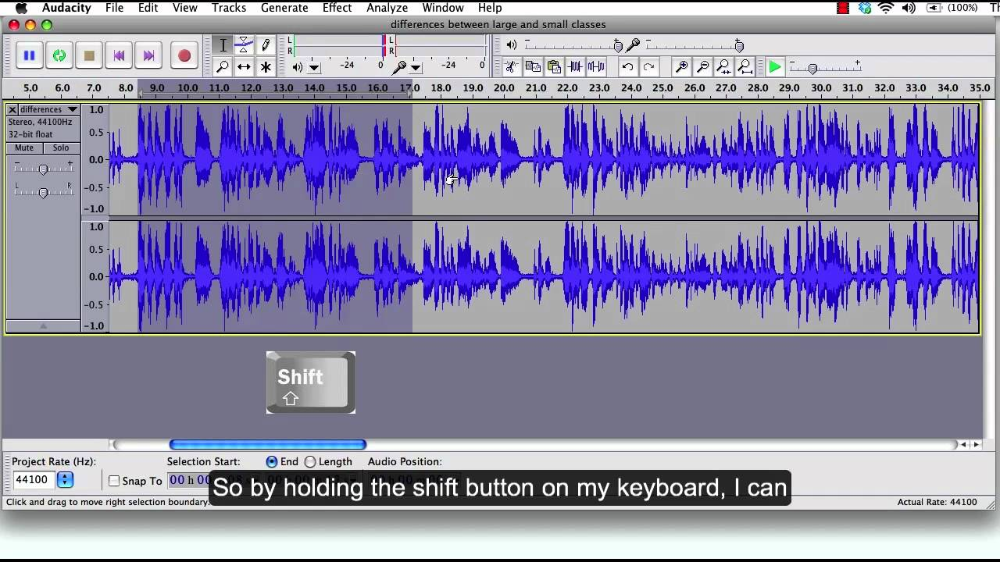 Audacity File Edit View Tracks Generate Effect Analyze Window Help (100%) Th
differences between large and small classes
L R -24 0 L R -24 0
5.0 6.0 7.0 8.0 9.0 10.0 11.0 12.0 13.0 14.0 15.0 16.0 17.0 18.0 19.0 20.0 21.0 22.0 23.0 24.0 25.0 26.0 27.0 28.0 29.0 30.0 31.0 32.0 33.0 34.0 35.0
differences
Stereo, 44100Hz
32-bit float
Mute Solo
- +
L R
1.0
0.5
0.0
-0.5
-1.0
1.0
0.5
0.0
-0.5
-1.0
Shift
Project Rate (Hz): Selection Start: End Length Audio Position:
44100 Snap To 00 h 00
So by holding the shift button on my keyboard, I can
Click and drag to move right selection boundary. Actual Rate: 44100